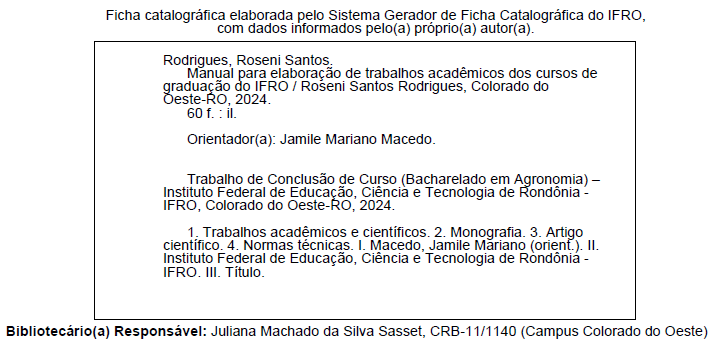 Ficha catalográfica elaborada pelo Sistema Gerador de Ficha Catalográfica do IFRO,
com dados informados pelo(a) próprio(a) autor(a).
Rodrigues, Roseni Santos.
Manual para elaboração de trabalhos acadêmicos dos cursos de
graduação do IFRO / Roseni Santos Rodrigues, Colorado do
Oeste-RO, 2024.
60 f. : il.
Orientador(a): Jamile Mariano Macedo.
Trabalho de Conclusão de Curso (Bacharelado em Agronomia) –
Instituto Federal de Educação, Ciência e Tecnologia de Rondônia -
IFRO, Colorado do Oeste-RO, 2024.
1. Trabalhos acadêmicos e científicos. 2. Monografia. 3. Artigo
científico. 4. Normas técnicas. I. Macedo, Jamile Mariano (orient.). II.
Instituto Federal de Educação, Ciência e Tecnologia de Rondônia -
IFRO. III. Título.
Bibliotecário(a) Responsável: Juliana Machado da Silva Sasset, CRB-11/1140 (Campus Colorado do Oeste)